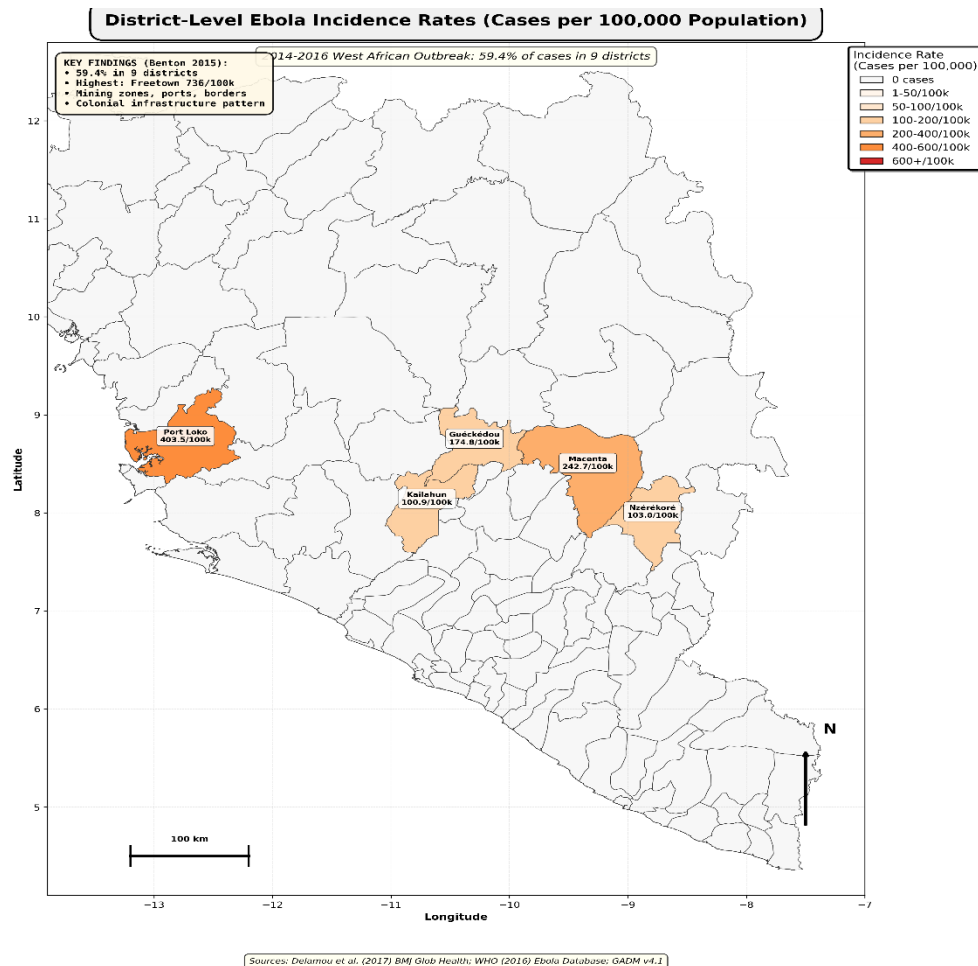 District-Level Ebola Incidence Rates (Cases per 100,000 Population)
2014-2016 West African Outbreak: 59.4% of cases in 9 districts
KEY FINDINGS (Benton 2015):
• 59.4% in 9 districts
• Highest: Freetown 736/100k
• Mining zones, ports, borders
• Colonial infrastructure pattern
Incidence Rate
(Cases per 100,000)
0 cases
1-50/100k
50-100/100k
100-200/100k
200-400/100k
400-600/100k
600+/100k
12
11
10
9
8
7
6
5
Latitude
Port Loko
403.5/100k
Guéckédou
174.8/100k
Macenta
242.7/100k
Kailahun
100.9/100k
Nzérékoré
103.0/100k
N
100 km
−13
−12
−11
−10
−9
−8
−7
Longitude
Sources: Delamou et al. (2017) BMJ Glob Health; WHO (2016) Ebola Database; GADM v4.1